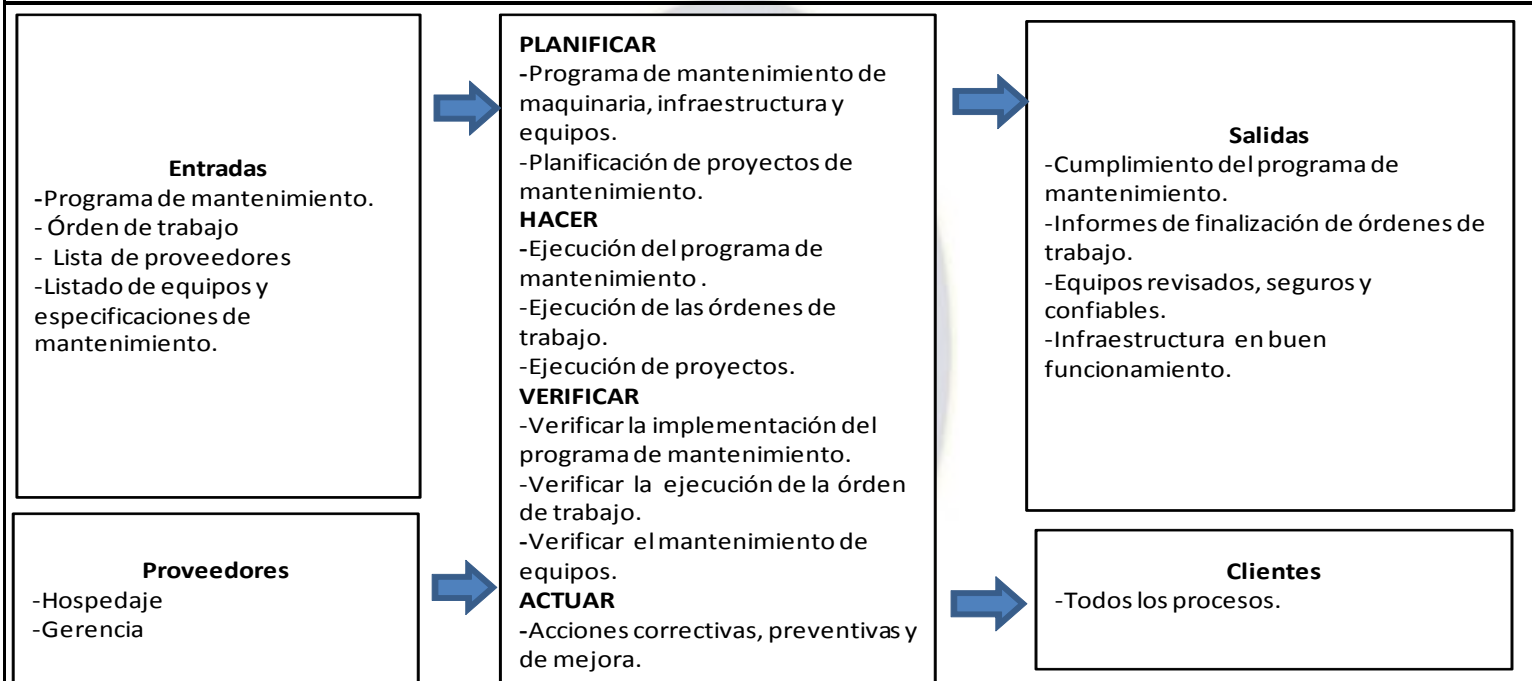 Entradas
-Programa de mantenimiento.
- Órden de trabajo
- Lista de proveedores
-Listado de equipos y
especificaciones de
mantenimiento.
Proveedores
-Hospedaje
-Gerencia
PLANIFICAR
-Programa de mantenimiento de
maquinaria, infraestructura y
equipos.
-Planificación de proyectos de
mantenimiento.
HACER
-Ejecución del programa de
mantenimiento .
-Ejecución de las órdenes de
trabajo.
-Ejecución de proyectos.
VERIFICAR
-Verificar la implementación del
programa de mantenimiento.
-Verificar la ejecución de la órden
de trabajo.
-Verificar el mantenimiento de
equipos.
ACTUAR
-Acciones correctivas, preventivas y
de mejora.
Salidas
-Cumplimiento del programa de
mantenimiento.
-Informes de finalización de órdenes de
trabajo.
-Equipos revisados, seguros y
confiables.
-Infraestructura en buen
funcionamiento.
Clientes
-Todos los procesos.